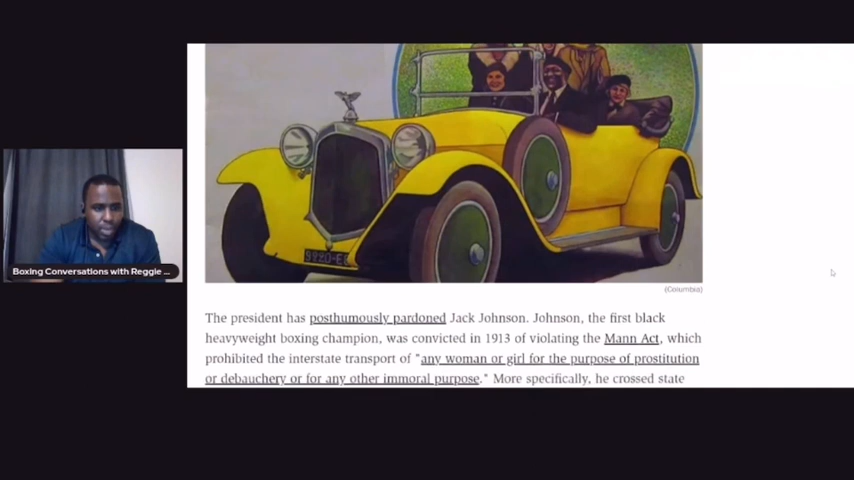 (Columbia)
The president has posthumously pardoned Jack Johnson. Johnson, the first black
heavyweight boxing champion, was convicted in 1913 of violating the Mann Act, which
prohibited the interstate transport of "any woman or girl for the purpose of prostitution
or debauchery or for any other immoral purpose." More specifically, he crossed state
Boxing Conversations with Reggie ...